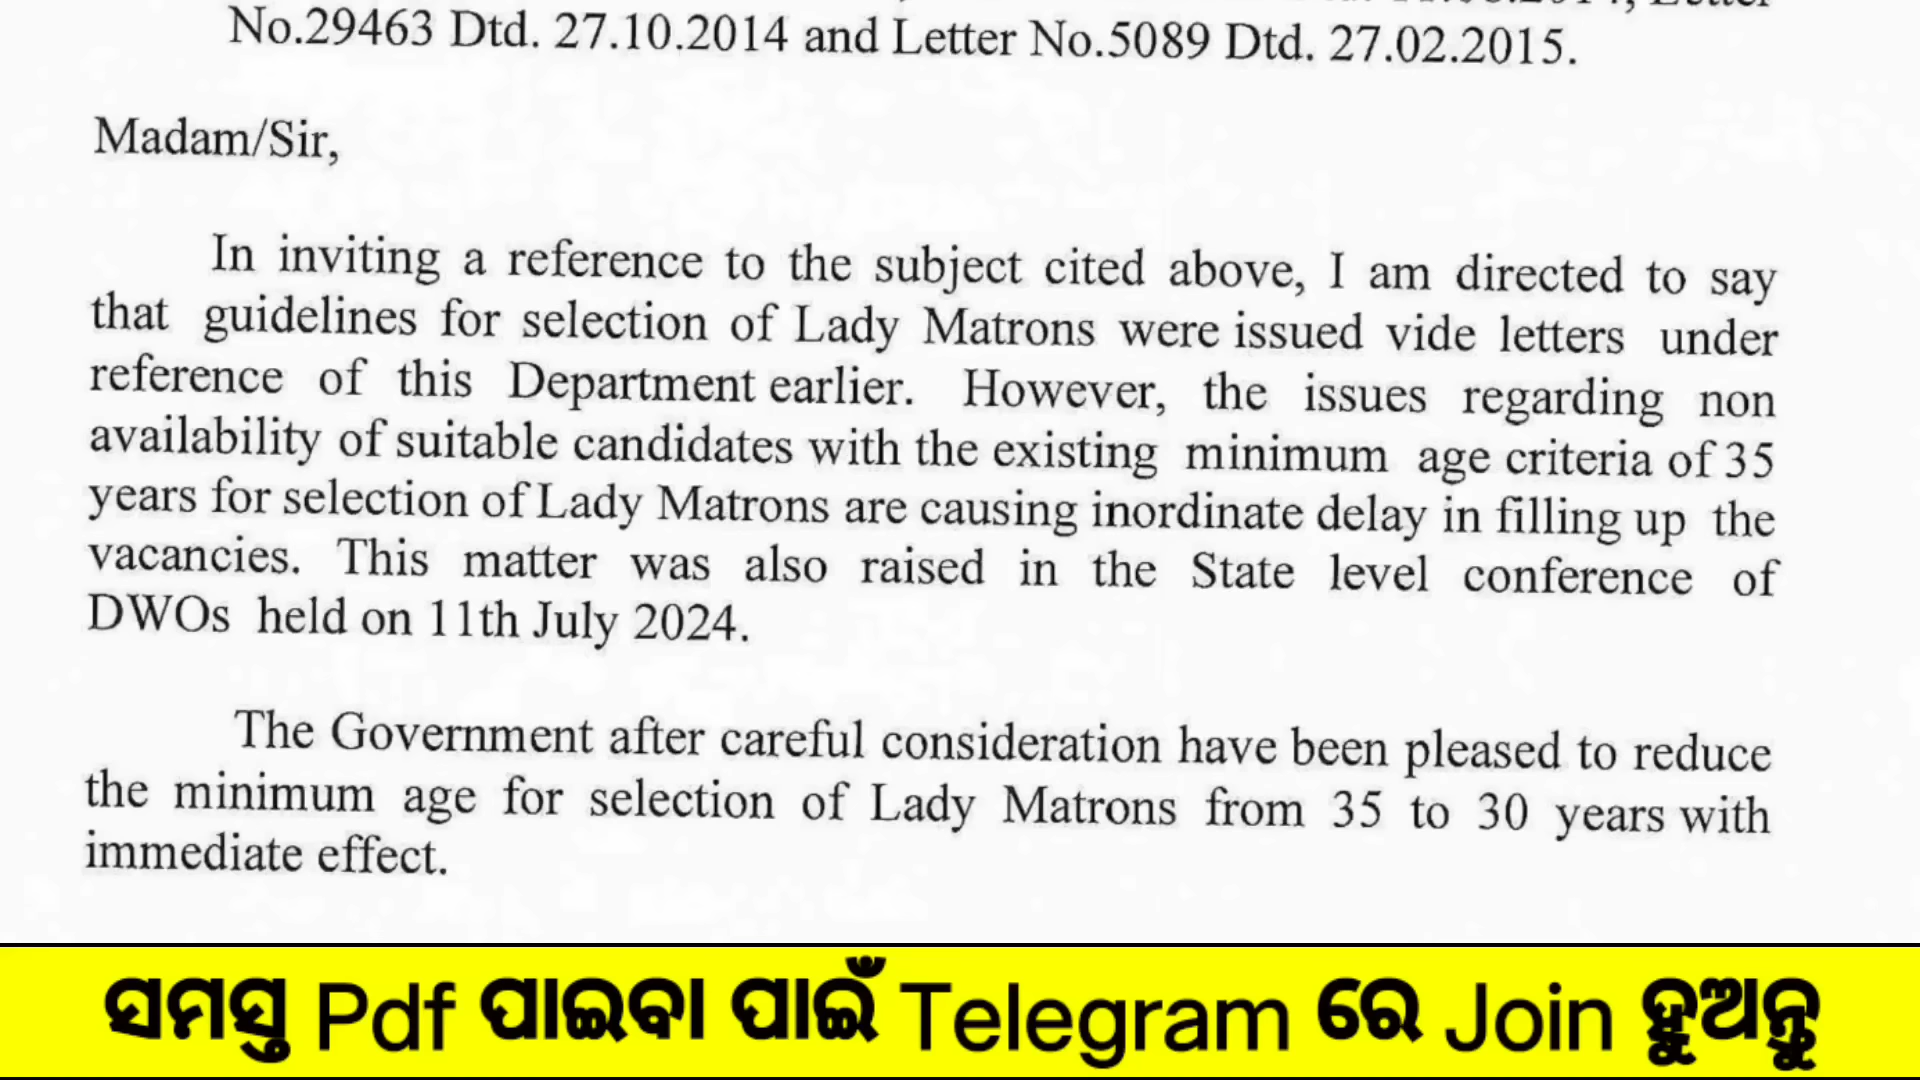 No.29463 Dtd. 27.10.2014 and Letter No.5089 Dtd. 27.02.2015.
Madam/Sir,
In inviting a reference to the subject cited above, I am directed to say
that guidelines for selection of Lady Matrons were issued vide letters under
reference of this Department earlier. However, the issues regarding non
availability of suitable candidates with the existing minimum age criteria of 35
years for selection of Lady Matrons are causing inordinate delay in filling up the
vacancies. This matter was also raised in the State level conference of
DWOs held on 11th July 2024.
The Government after careful consideration have been pleased to reduce
the minimum age for selection of Lady Matrons from 35 to 30 years with
immediate effect.
ସମସ୍ତ Pdf ପାଇବା ପାଇଁ Telegram ରେ Join ହୁଅନ୍ତୁ